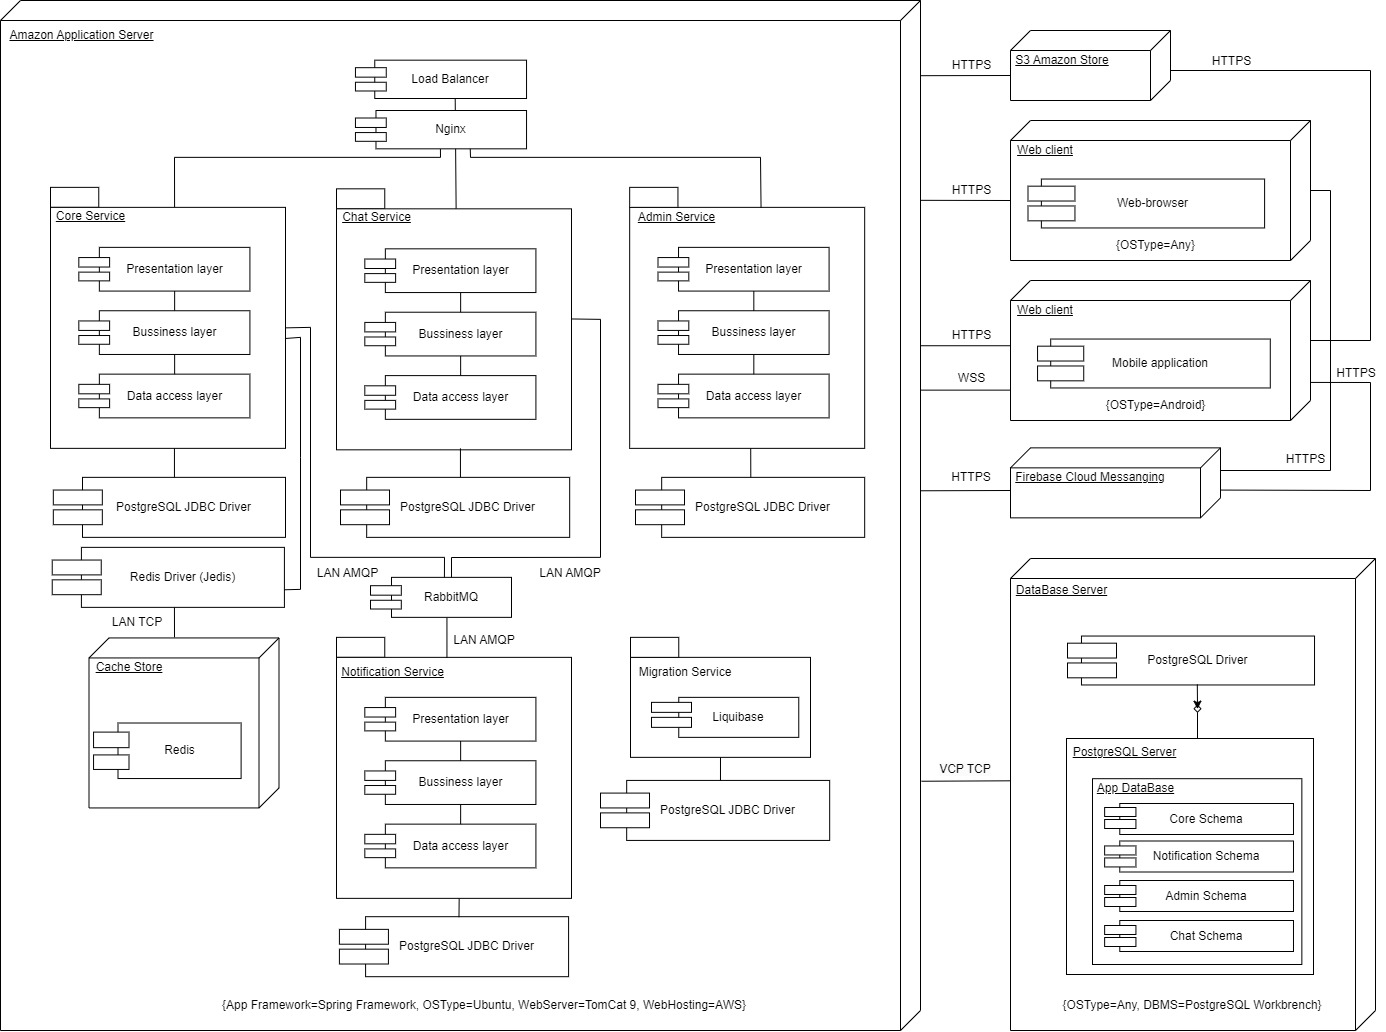 Amazon Application Server
Load Balancer
Nginx
Core Service
Presentation layer
Bussiness layer
Data access layer
PostgreSQL JDBC Driver
Redis Driver (Jedis)
LAN TCP
Cache Store
Redis
Chat Service
Presentation layer
Bussiness layer
Data access layer
PostgreSQL JDBC Driver
Admin Service
Presentation layer
Bussiness layer
Data access layer
PostgreSQL JDBC Driver
LAN AMQP
LAN AMQP
RabbitMQ
LAN AMQP
Notification Service
Presentation layer
Bussiness layer
Data access layer
PostgreSQL JDBC Driver
Migration Service
Liquibase
PostgreSQL JDBC Driver
{App Framework=Spring Framework, OSType=Ubuntu, WebServer=TomCat 9, WebHosting=AWS}
HTTPS
S3 Amazon Store
HTTPS
HTTPS
Web client
Web-browser
{OSType=Any}
HTTPS
WSS
Web client
Mobile application
{OSType=Android}
HTTPS
HTTPS
HTTPS
Firebase Cloud Messanging
VCP TCP
DataBase Server
PostgreSQL Driver
PostgreSQL Server
App DataBase
Core Schema
Notification Schema
Admin Schema
Chat Schema
{OSType=Any, DBMS=PostgreSQL Workbrench}